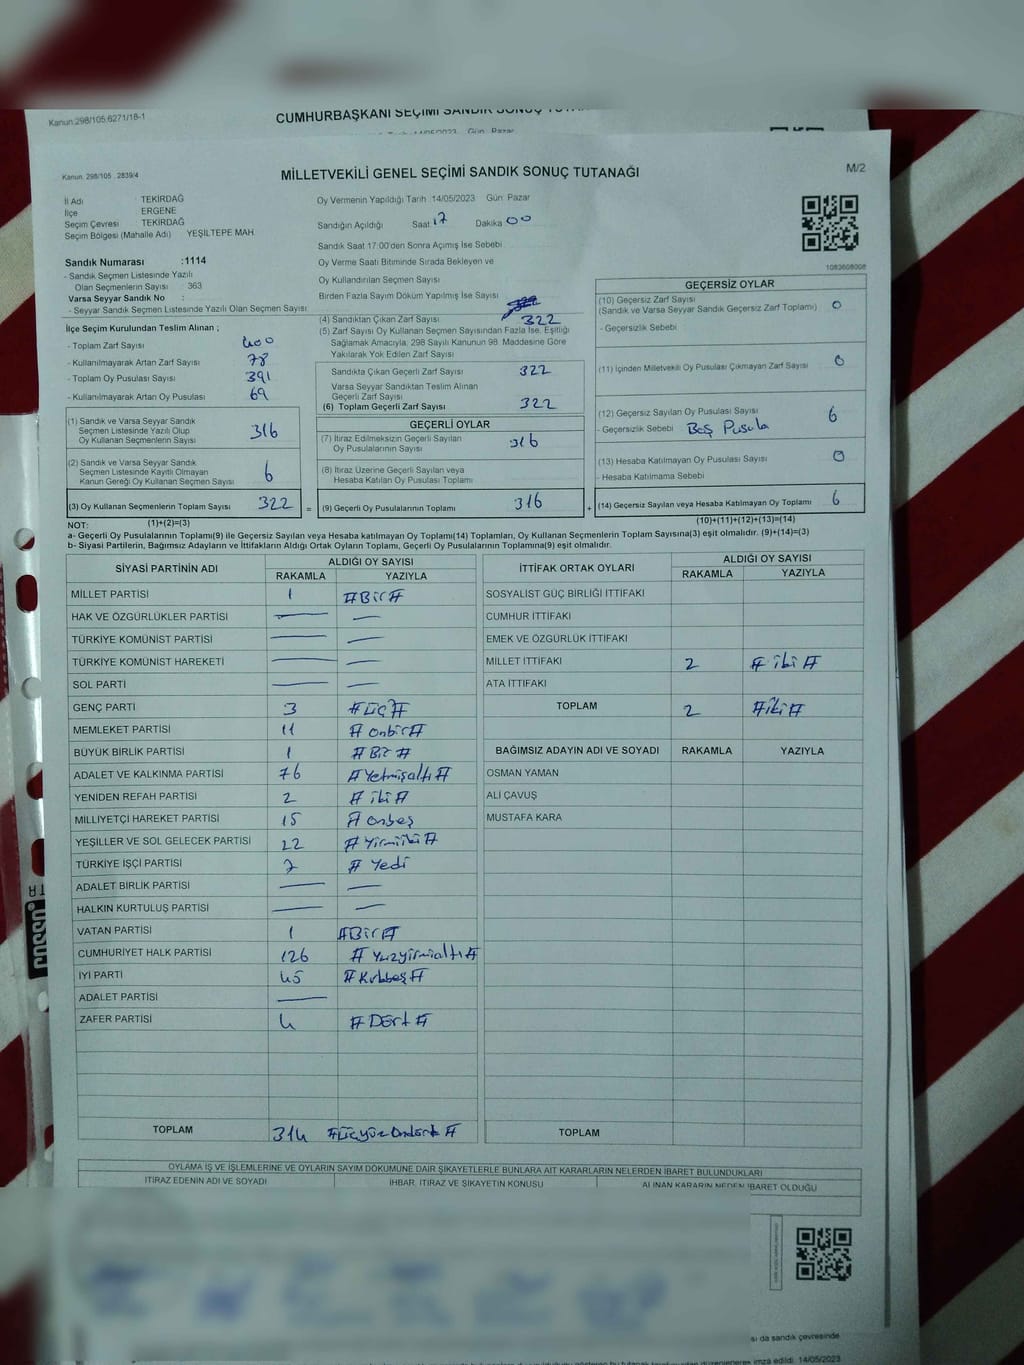 Kanun.298/105,6271/18-1
CUMHURBAŞKANI SEÇİMİ SANDIK SONUÇ
14/05/2023 Gün Pazar
Kanun. 298/105 . 2839/4
MİLLETVEKİLİ GENEL SEÇİMİ SANDIK SONUÇ TUTANAĞI
M/2
İl Adı TEKİRDAĞ
İlçe ERGENE
Seçim Çevresi TEKİRDAĞ
Seçim Bölgesi (Mahalle Adı) YEŞİLTEPE MAH.
Sandık Numarası :1114
- Sandık Seçmen Listesinde Yazılı
Olan Seçmenlerin Sayısı : 363
Varsa Seyyar Sandık No :
- Seyyar Sandık Seçmen Listesinde Yazılı Olan Seçmen Sayısı
İlçe Seçim Kurulundan Teslim Alınan ;
- Toplam Zarf Sayısı 400
- Kullanılmayarak Artan Zarf Sayısı 78
- Toplam Oy Pusulası Sayısı 391
- Kullanılmayarak Artan Oy Pusulası 69
(1) Sandık ve Varsa Seyyar Sandık
Seçmen Listesinde Yazılı Olup
Oy Kullanan Seçmenlerin Sayısı 316
(2) Sandık ve Varsa Seyyar Sandık
Seçmen Listesinde Kayıtlı Olmayan
Kanun Gereği Oy Kullanan Seçmen Sayısı 6
(3) Oy Kullanan Seçmenlerin Toplam Sayısı 322 =
(1)+(2)=(3)
Oy Vermenin Yapıldığı Tarih :14/05/2023 Gün Pazar
Sandığın Açıldığı Saat 17 Dakika 00
Sandık Saat 17:00'den Sonra Açımış İse Sebebi
Oy Verme Saati Bitiminde Sırada Bekleyen ve
Oy Kullandırılan Seçmen Sayısı
Birden Fazla Sayım Döküm Yapılmış İse Sayısı
(4) Sandıktan Çıkan Zarf Sayısı 322
(5) Zarf Sayısı Oy Kullanan Seçmen Sayısından Fazla İse, Eşitliği
Sağlamak Amacıyla, 298 Sayılı Kanunun 98. Maddesine Göre
Yakılarak Yok Edilen Zarf Sayısı
Sandıkta Çıkan Geçerli Zarf Sayısı 322
Varsa Seyyar Sandıktan Teslim Alınan
Geçerli Zarf Sayısı
(6) Toplam Geçerli Zarf Sayısı 322
GEÇERLİ OYLAR
(7) İtiraz Edilmeksizin Geçerli Sayılan
Oy Pusulalarının Sayısı 316
(8) İtiraz Üzerine Geçerli Sayılan veya
Hesaba Katılan Oy Pusulası Toplamı
(9) Geçerli Oy Pusulalarının Toplamı 316 +
1083608008
GEÇERSİZ OYLAR
(10) Geçersiz Zarf Sayısı
(Sandık ve Varsa Seyyar Sandık Geçersiz Zarf Toplamı) 0
- Geçersizlik Sebebi ;
(11) İçinden Milletvekili Oy Pusulası Çıkmayan Zarf Sayısı 0
(12) Geçersiz Sayılan Oy Pusulası Sayısı 6
- Geçersizlik Sebebi Boş Pusula
(13) Hesaba Katılmayan Oy Pusulası Sayısı 0
- Hesaba Katılmama Sebebi
(14) Geçersiz Sayılan veya Hesaba Katılmayan Oy Toplamı 6
(10)+(11)+(12)+(13)=(14)
NOT:
a- Geçerli Oy Pusulalarının Toplamı(9) ile Geçersiz Sayılan veya Hesaba katılmayan Oy Toplamı(14) Toplamları, Oy Kullanan Seçmenlerin Toplam Sayısına(3) eşit olmalıdır. (9)+(14)=(3)
b- Siyasi Partilerin, Bağımsız Adayların ve İttifakların Aldığı Ortak Oyların Toplamı, Geçerli Oy Pusulalarının Toplamına(9) eşit olmalıdır.
SİYASİ PARTİNİN ADI ALDIĞI OY SAYISI
RAKAMLA YAZIYLA
MİLLET PARTİSİ 1 #Bir#
HAK VE ÖZGÜRLÜKLER PARTİSİ — —
TÜRKİYE KOMÜNİST PARTİSİ — —
TÜRKİYE KOMÜNİST HAREKETİ — —
SOL PARTİ — —
GENÇ PARTİ 3 #Üç#
MEMLEKET PARTİSİ 11 #onbir#
BÜYÜK BİRLİK PARTİSİ 1 #Bir#
ADALET VE KALKINMA PARTİSİ 76 #Yetmişaltı#
YENİDEN REFAH PARTİSİ 2 #iki#
MİLLİYETÇİ HAREKET PARTİSİ 15 #onbeş
YEŞİLLER VE SOL GELECEK PARTİSİ 22 #Yirmiiki#
TÜRKİYE İŞÇİ PARTİSİ 7 #Yedi
ADALET BİRLİK PARTİSİ — —
HALKIN KURTULUŞ PARTİSİ — —
VATAN PARTİSİ 1 #Bir#
CUMHURİYET HALK PARTİSİ 126 #Yüzyirmialtı#
İYİ PARTİ 45 #Kırkbeş#
ADALET PARTİSİ —
ZAFER PARTİSİ 4 #Dört#
TOPLAM 314 #Üçyüzondört#
İTTİFAK ORTAK OYLARI ALDIĞI OY SAYISI
RAKAMLA YAZIYLA
SOSYALİST GÜÇ BİRLİĞİ İTTİFAKI
CUMHUR İTTİFAKI
EMEK VE ÖZGÜRLÜK İTTİFAKI
MİLLET İTTİFAKI 2 #iki#
ATA İTTİFAKI
TOPLAM 2 #iki#
BAĞIMSIZ ADAYIN ADI VE SOYADI RAKAMLA YAZIYLA
OSMAN YAMAN
ALİ ÇAVUŞ
MUSTAFA KARA
TOPLAM
OYLAMA İŞ VE İŞLEMLERİNE VE OYLARIN SAYIM DÖKÜMÜNE DAİR ŞİKAYETLERLE BUNLARA AİT KARARLARIN NELERDEN İBARET BULUNDUKLARI
İTİRAZ EDENİN ADI VE SOYADI İHBAR, İTİRAZ VE ŞİKAYETİN KONUSU ALINAN KARARIN NEDEN İBARET OLDUĞU
ısı da sandık çevresinde
imza edildi. 14/05/2023